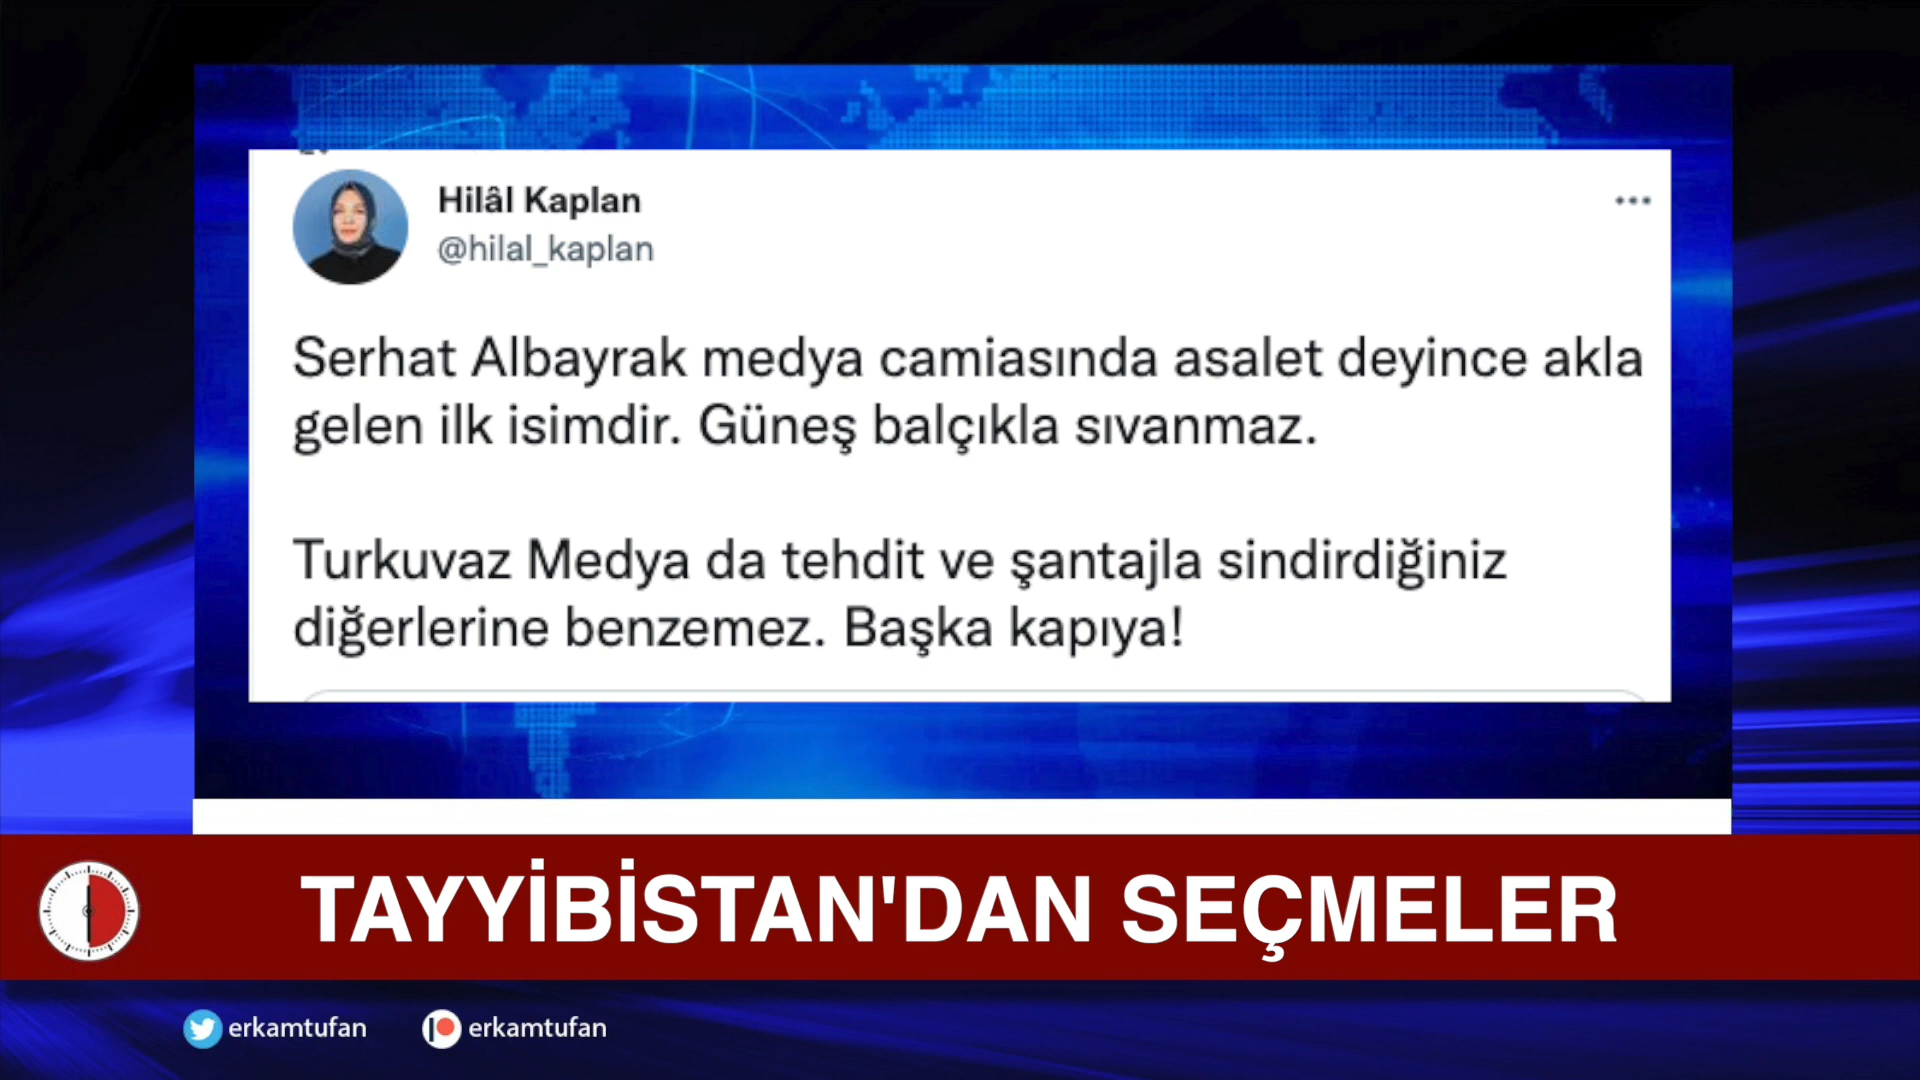 Hilâl Kaplan
@hilal_kaplan
Serhat Albayrak medya camiasında asalet deyince akla
gelen ilk isimdir. Güneş balçıkla sıvanmaz.
Turkuvaz Medya da tehdit ve şantajla sindirdiğiniz
diğerlerine benzemez. Başka kapıya!
TAYYİBİSTAN'DAN SEÇMELER
erkamtufan
erkamtufan